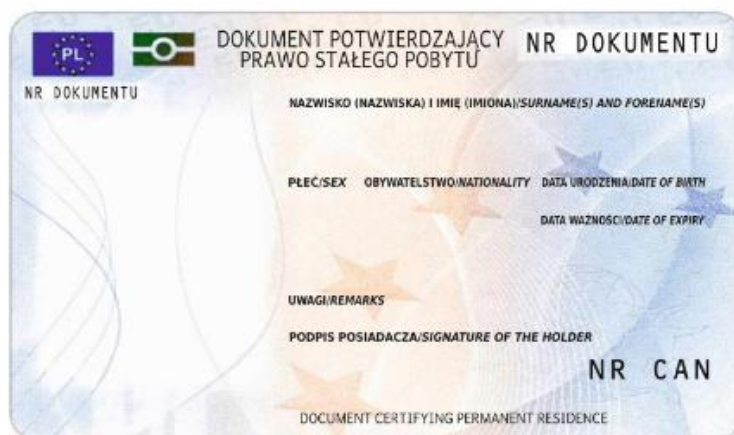 PL
DOKUMENT POTWIERDZAJĄCY
PRAWO STAŁEGO POBYTU
NR DOKUMENTU
NR DOKUMENTU
NAZWISKO (NAZWISKA) I IMIĘ (IMIONA)/SURNAME(S) AND FORENAME(S)
PŁEĆ/SEX OBYWATELSTWO/NATIONALITY DATA URODZENIA/DATE OF BIRTH
DATA WAŻNOŚCI/DATE OF EXPIRY
UWAGI/REMARKS
PODPIS POSIADACZA/SIGNATURE OF THE HOLDER
NR CAN
DOCUMENT CERTIFYING PERMANENT RESIDENCE